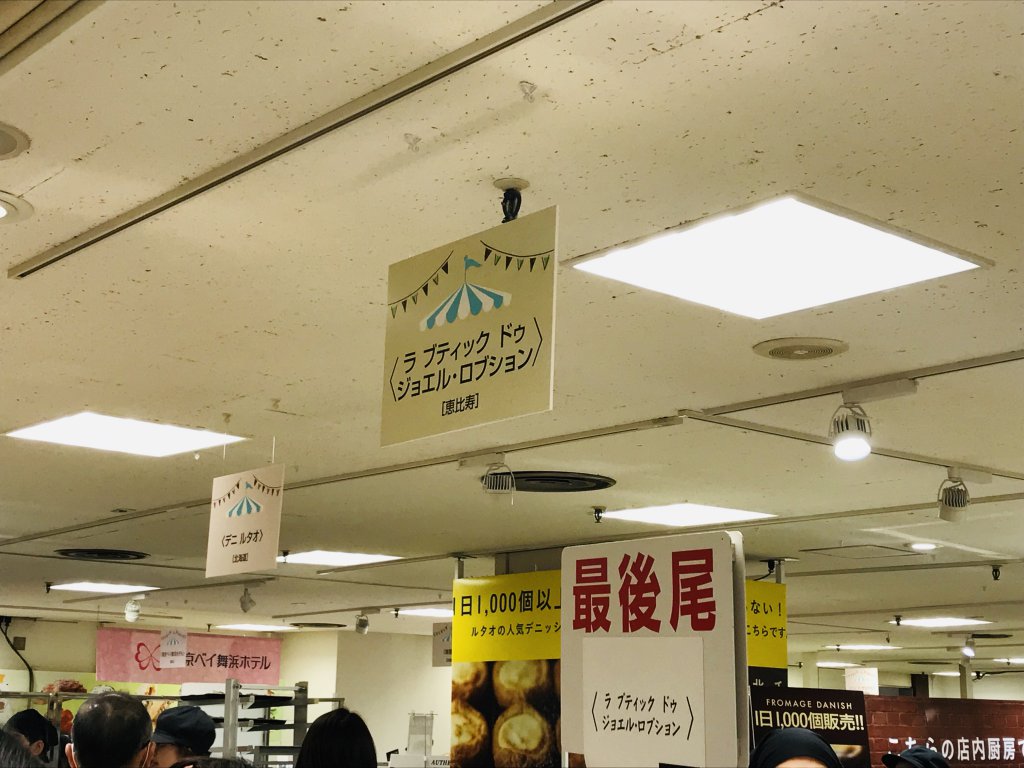 〈ラ ブティック ドゥ
ジョエル・ロブション〉
[恵比寿]
〈デニ ルタオ〉
[北海道]
京ベイ舞浜ホテル
1日1,000個以上
ルタオの人気デニッシ
最後尾
〈ラ ブティック ドゥ
ジョエル・ロブション〉
ない!
こちらです
FROMAGE DANISH
1日1,000個販売!!
こちらの店内厨房で